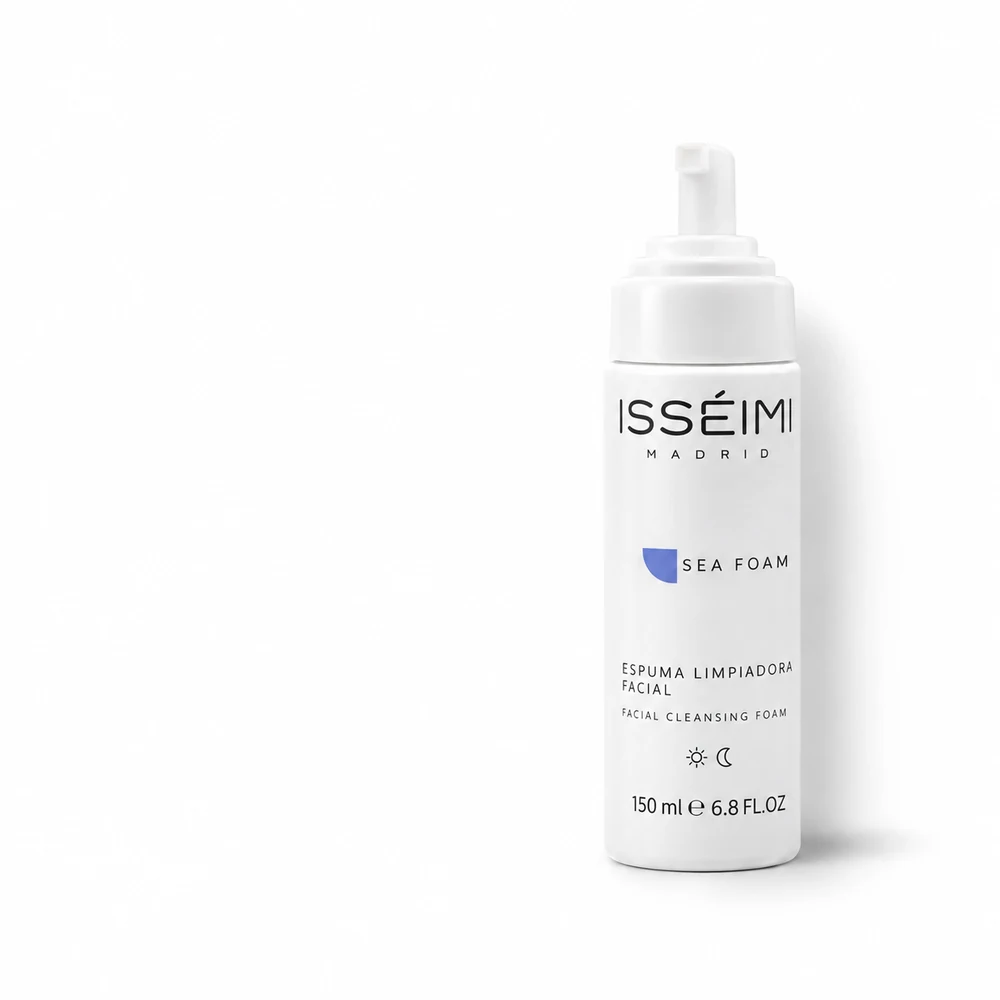 ISSÉIMI
MADRID
SEA FOAM
ESPUMA LIMPIADORA
FACIAL
FACIAL CLEANSING FOAM
150 ml ℮ 6.8 FL.OZ